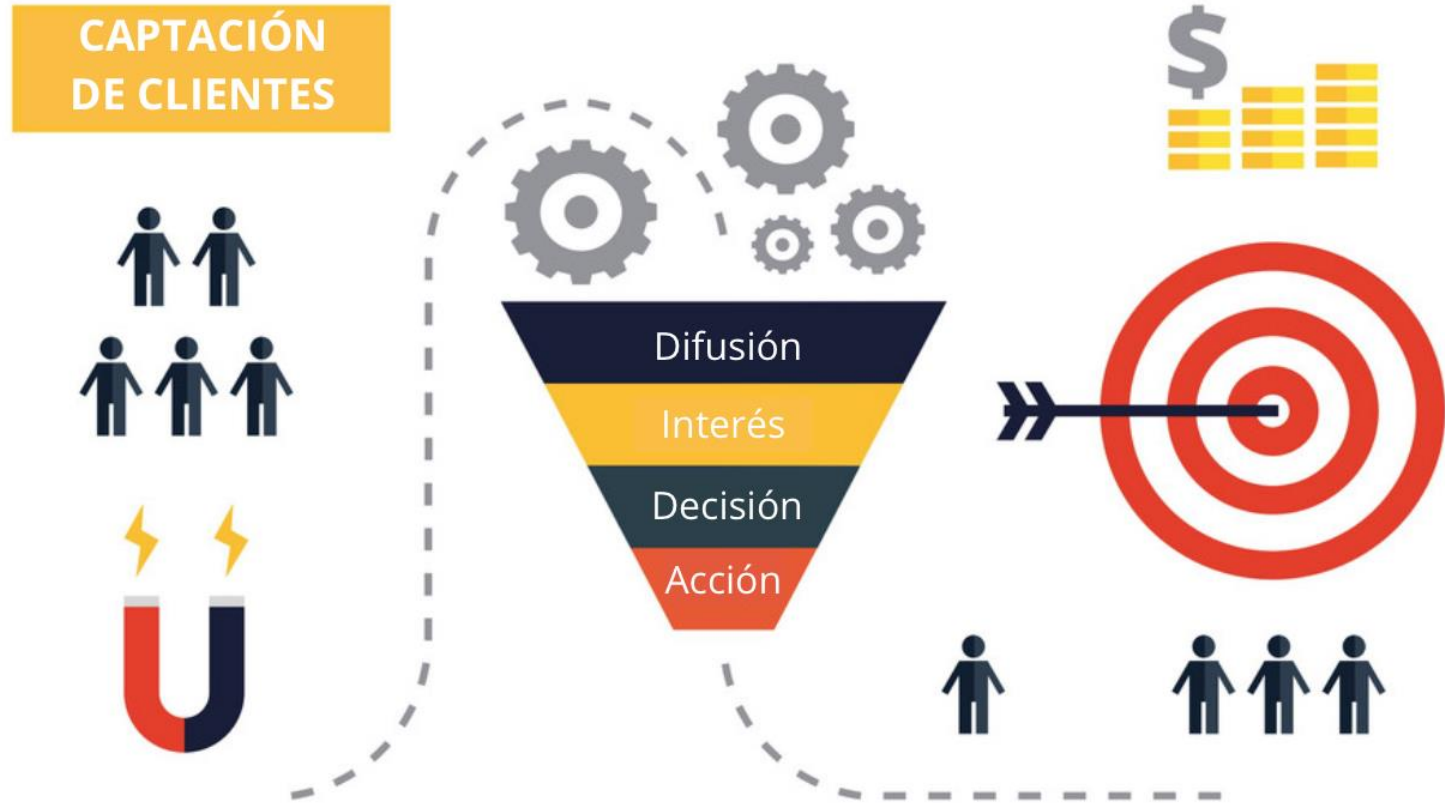 CAPTACIÓN
DE CLIENTES
$
Difusión
Interés
Decisión
Acción